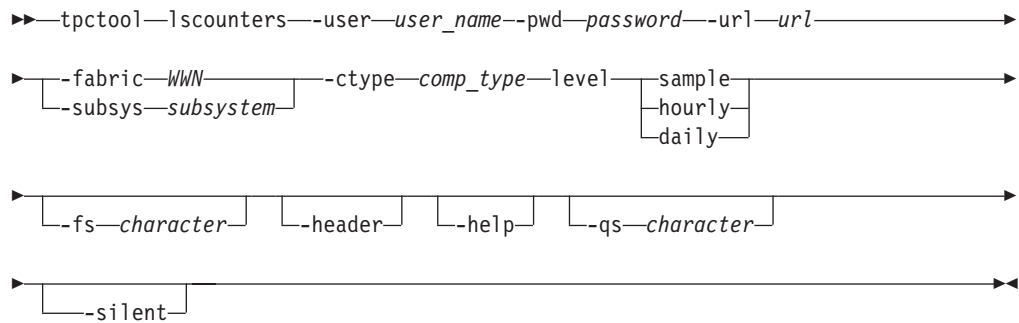 tpctool lscounters -user user_name -pwd password -url url
-fabric WWN -ctype comp_type level sample
-subsys subsystem hourly
daily
-fs character -header -help -qs character
-silent